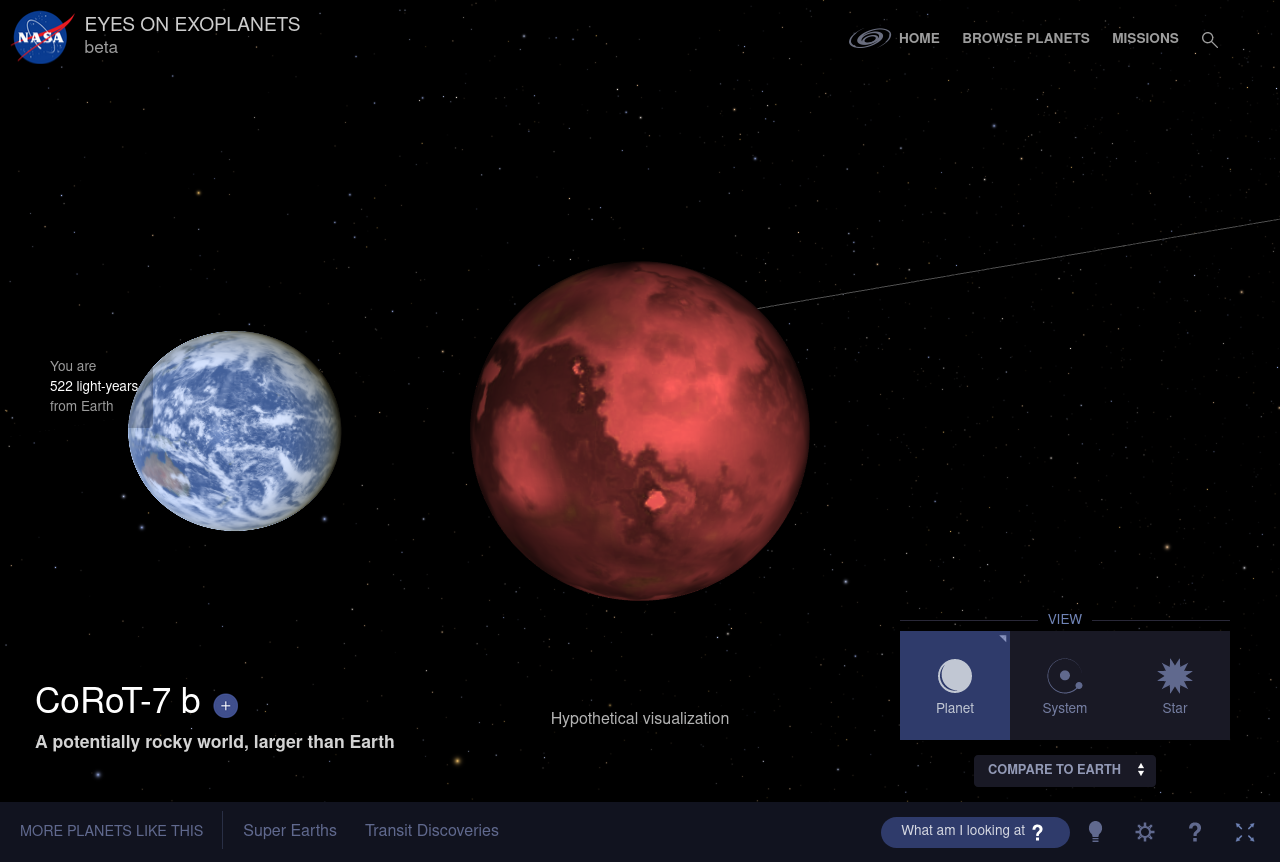 NASA
EYES ON EXOPLANETS
beta
HOME
BROWSE PLANETS
MISSIONS
You are
522 light-years
from Earth
VIEW
Planet
System
Star
CoRoT-7 b +
A potentially rocky world, larger than Earth
Hypothetical visualization
COMPARE TO EARTH
MORE PLANETS LIKE THIS
Super Earths
Transit Discoveries
What am I looking at ?
?